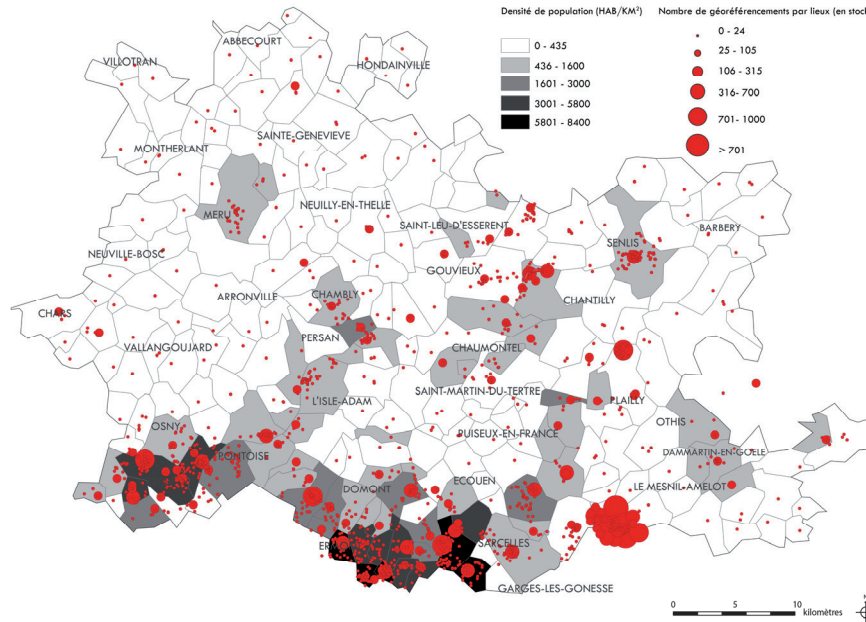 Densité de population (HAB/KM²)
0 - 435
436 - 1600
1601 - 3000
3001 - 5800
5801 - 8400
Nombre de géoréférencements par lieux (en stock
0 - 24
25 - 105
106 - 315
316- 700
701- 1000
> 701
ABBECOURT
VILLOTRAN
HONDAINVILLE
SAINTE-GENEVIEVE
MONTHERLANT
NEUILLY-EN-THELLE
MERU
SAINT-LEU-D'ESSERENT
BARBERY
SENLIS
NEUVILLE-BOSC
GOUVIEUX
ARRONVILLE
CHAMBLY
CHANTILLY
CHARS
PERSAN
VALLANGOUJARD
CHAUMONTEL
SAINT-MARTIN-DU-TERTRE
L'ISLE-ADAM
PLAILLY
OSNY
PUISEUX-EN-FRANCE
OTHIS
PONTOISE
DAMMARTIN-EN-GOELE
ECOUEN
DOMONT
LE MESNIL-AMELOT
SARCELLES
GARGES-LES-GONESSE
0 5 10
kilomètres